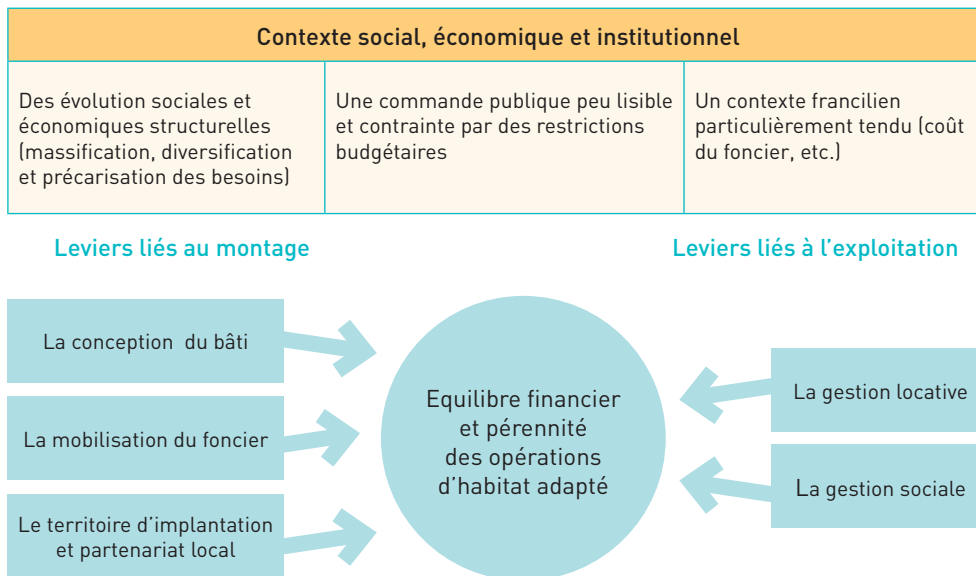 Contexte social, économique et institutionnel
Des évolution sociales et
économiques structurelles
(massification, diversification
et précarisation des besoins)
Une commande publique peu lisible
et contrainte par des restrictions
budgétaires
Un contexte francilien
particulièrement tendu (coût
du foncier, etc.)
Leviers liés au montage
Leviers liés à l’exploitation
La conception du bâti
La mobilisation du foncier
Le territoire d’implantation
et partenariat local
Equilibre financier
et pérennité
des opérations
d’habitat adapté
La gestion locative
La gestion sociale